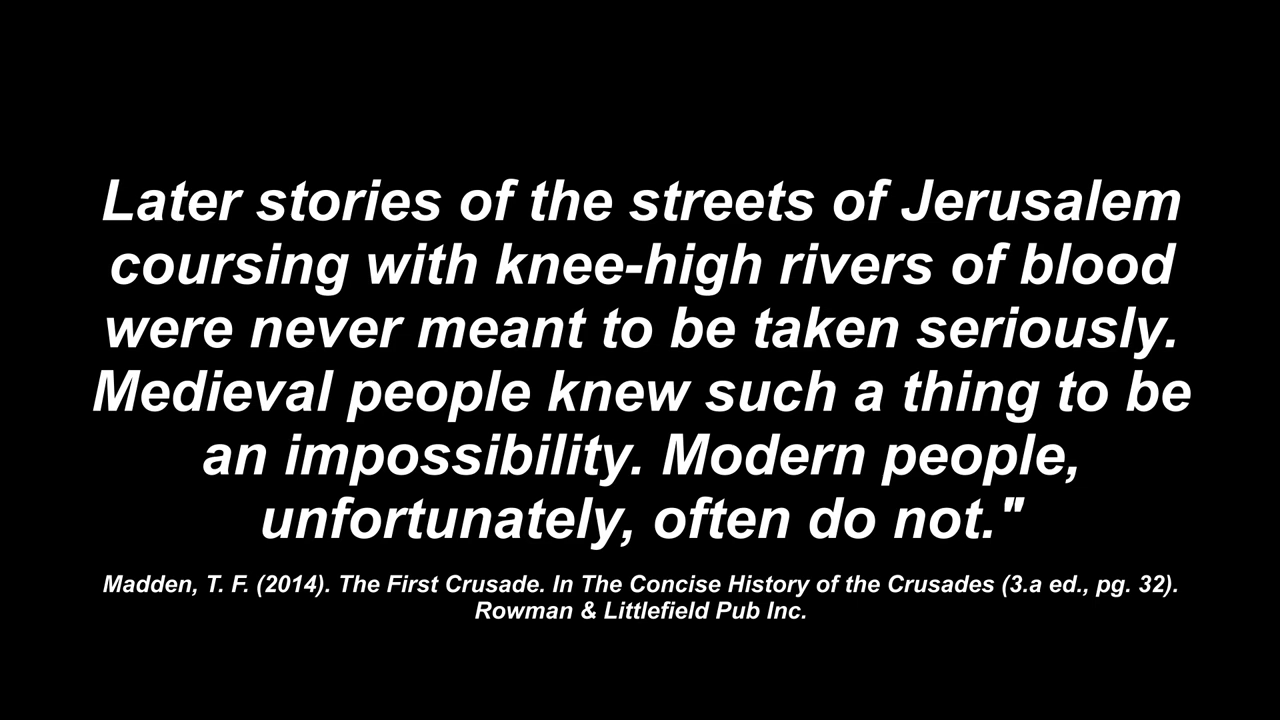 Later stories of the streets of Jerusalem
coursing with knee-high rivers of blood
were never meant to be taken seriously.
Medieval people knew such a thing to be
an impossibility. Modern people,
unfortunately, often do not."
Madden, T. F. (2014). The First Crusade. In The Concise History of the Crusades (3.a ed., pg. 32).
Rowman & Littlefield Pub Inc.